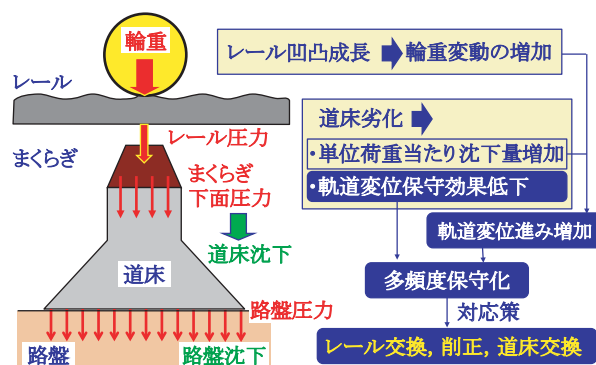 輪重
レール
レール圧力
まくらぎ
まくらぎ
下面圧力
道床沈下
道床
路盤圧力
路盤
路盤沈下
レール凹凸成長 輪重変動の増加
道床劣化
・単位荷重当たり沈下量増加
・軌道変位保守効果低下
軌道変位進み増加
多頻度保守化
対応策
レール交換, 削正, 道床交換